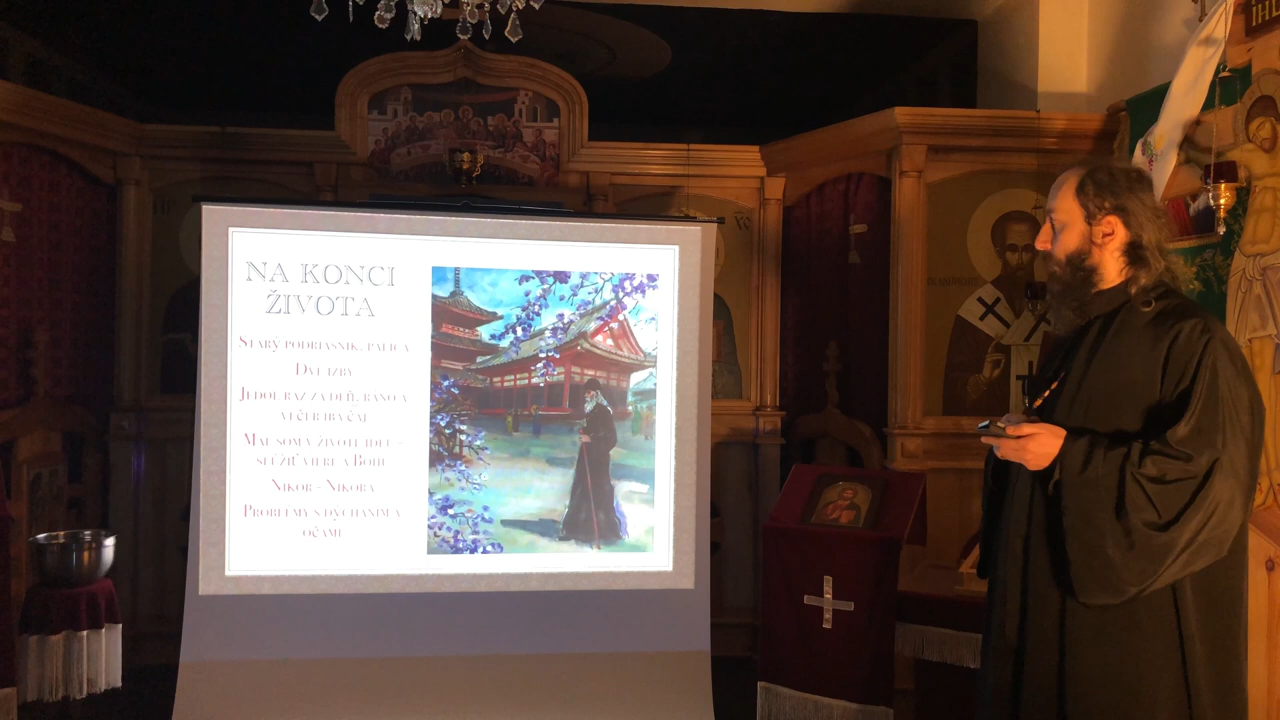 NA KONCI
ŽIVOTA
STARÝ PODRIASNIK, PALICA
DVE IZBY
JEDOL RAZ ZA DEŇ, RÁNO A
VEČER IBA ČAJ
MAL SOM V ŽIVOTE IDEU -
SLÚŽIŤ VIERE A BOHU
NIKOR - NIKORA
PROBLÉMY S DÝCHANÍM A
OČAMI